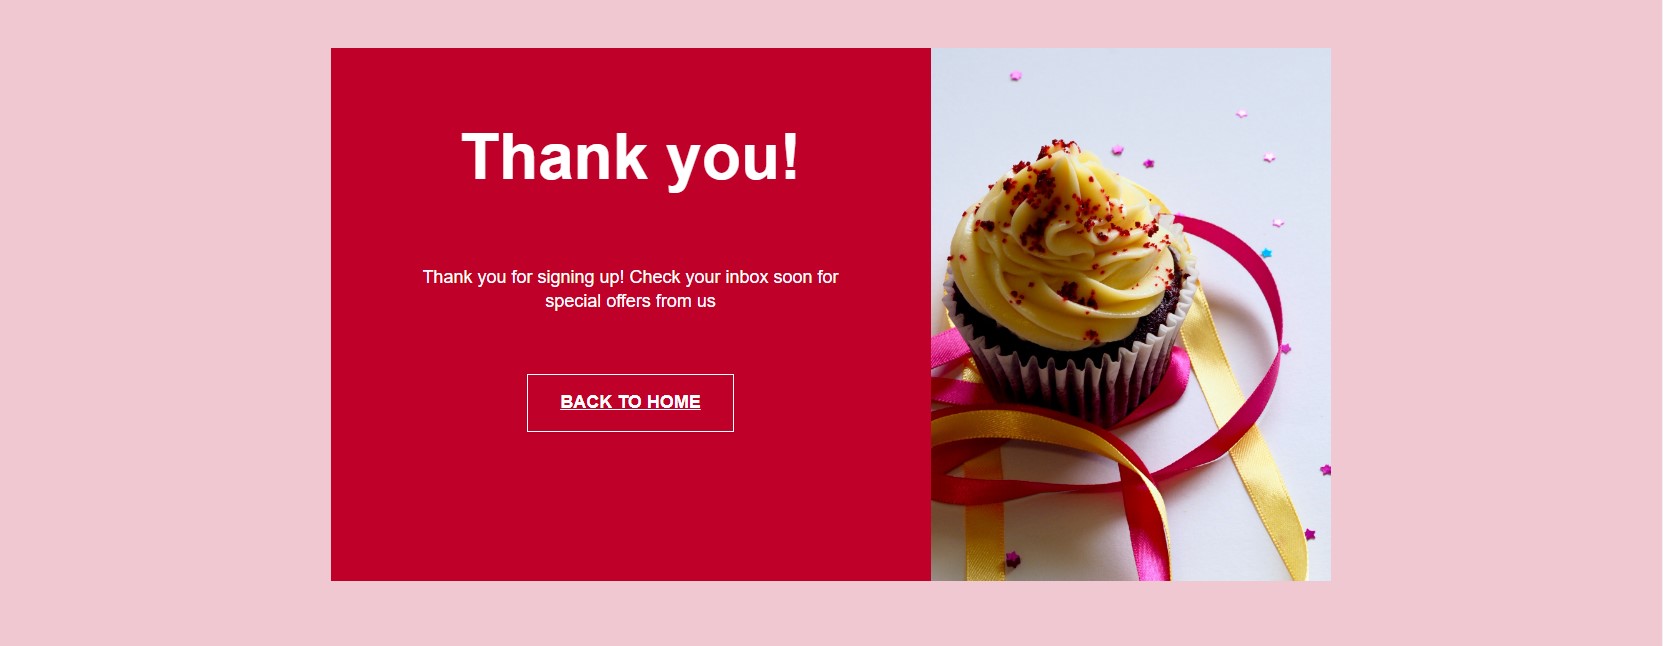 Thank you!
Thank you for signing up! Check your inbox soon for
special offers from us
BACK TO HOME